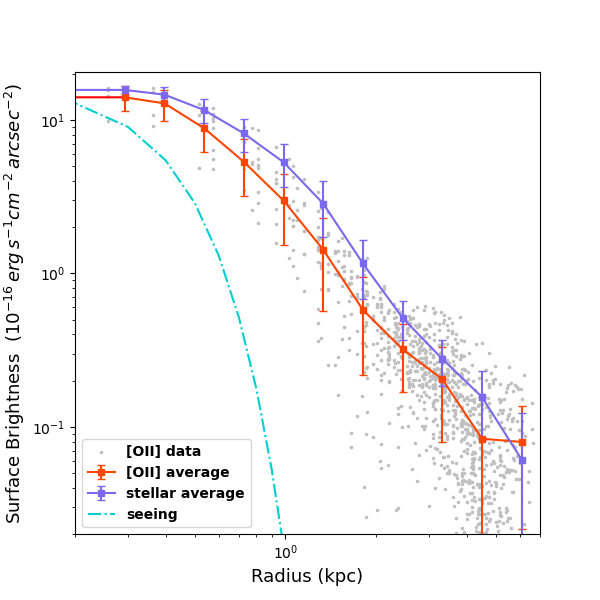 Surface Brightness (10⁻¹⁶ erg s⁻¹cm⁻² arcsec⁻²)
10¹
10⁰
10⁻¹
[OII] data
[OII] average
stellar average
seeing
10⁰
Radius (kpc)